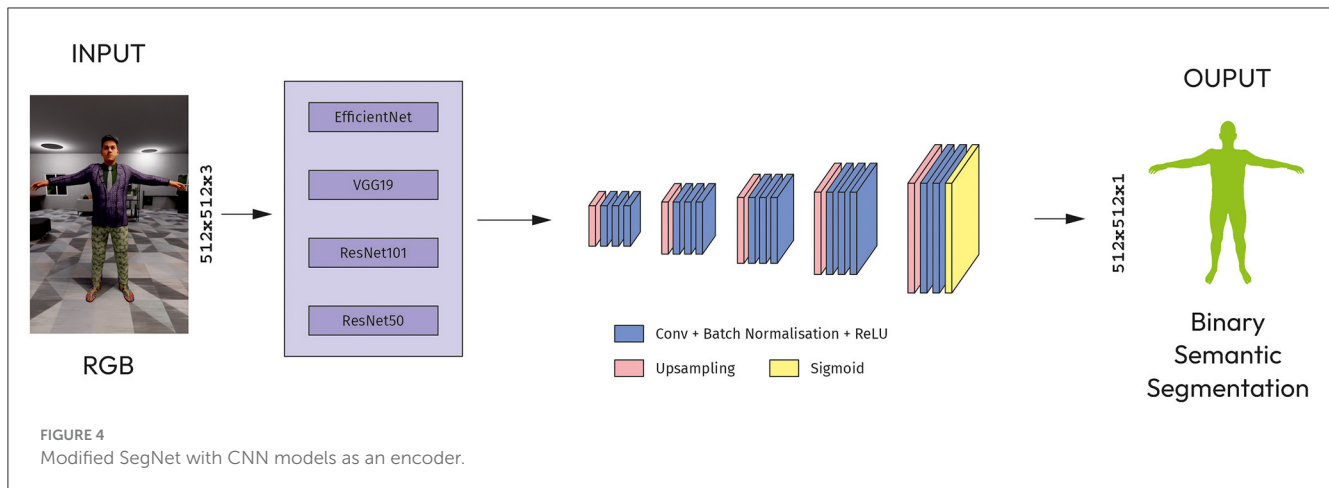 INPUT
RGB
512x512x3
EfficientNet
VGG19
ResNet101
ResNet50
Conv + Batch Normalisation + ReLU
Upsampling
Sigmoid
512x512x1
OUPUT
Binary
Semantic
Segmentation
FIGURE 4
Modified SegNet with CNN models as an encoder.